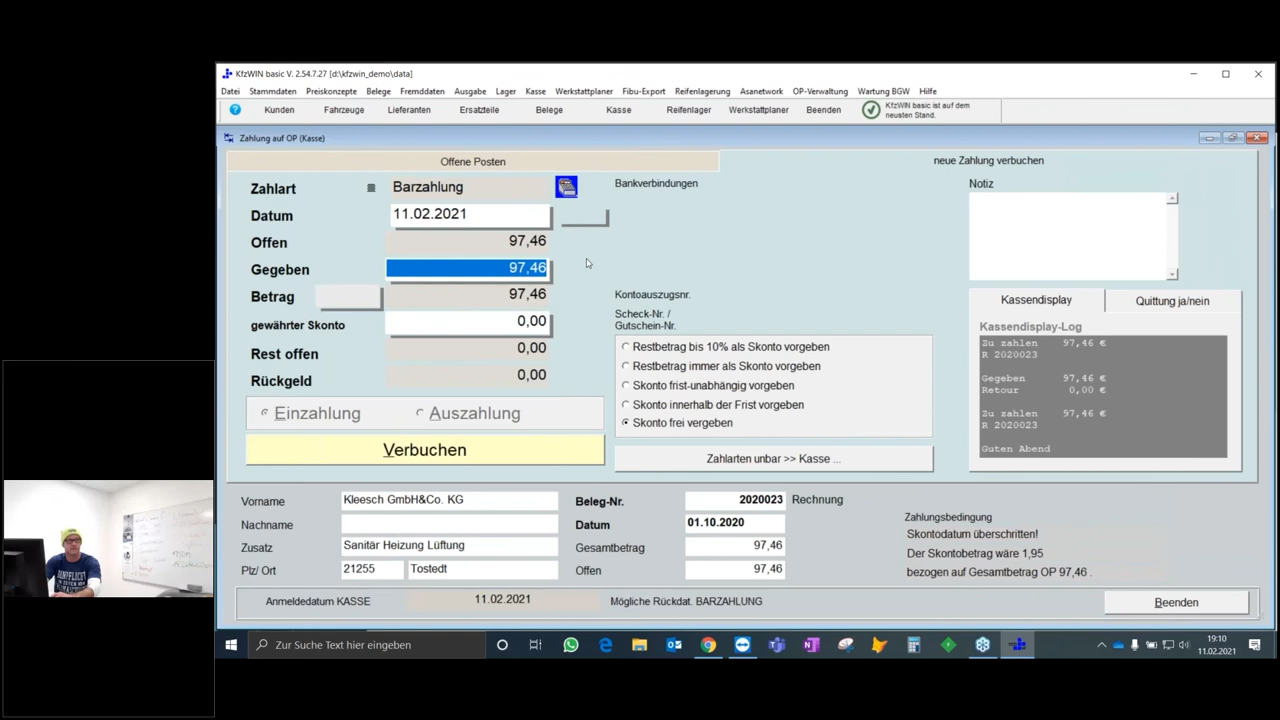 KfzWIN basic V. 2.54.7.27 [d:\kfzwin_demo\data]
Datei Stammdaten Preiskonzepte Belege Fremddaten Ausgabe Lager Kasse Werkstattplaner Fibu-Export Reifenlagerung Asanetwork OP-Verwaltung Wartung BGW Hilfe
Kunden Fahrzeuge Lieferanten Ersatzteile Belege Kasse Reifenlager Werkstattplaner Beenden
KfzWIN basic ist auf dem
neusten Stand.
Zahlung auf OP (Kasse)
Offene Posten
neue Zahlung verbuchen
Zahlart Barzahlung
Bankverbindungen
Notiz
Datum 11.02.2021
Offen 97,46
Gegeben 97,46
Betrag 97,46
Kontoauszugsnr.
gewährter Skonto 0,00
Scheck-Nr. /
Gutschein-Nr.
Rest offen 0,00
Rückgeld 0,00
Restbetrag bis 10% als Skonto vorgeben
Restbetrag immer als Skonto vorgeben
Skonto frist-unabhängig vorgeben
Skonto innerhalb der Frist vorgeben
Skonto frei vergeben
Kassendisplay Quittung ja/nein
Kassendisplay-Log
Zu zahlen 97,46 €
R 2020023
Gegeben 97,46 €
Retour 0,00 €
Zu zahlen 97,46 €
R 2020023
Guten Abend
Einzahlung Auszahlung
Verbuchen
Zahlarten unbar >> Kasse ...
Vorname Kleesch GmbH&Co. KG
Nachname
Zusatz Sanitär Heizung Lüftung
Plz/ Ort 21255 Tostedt
Beleg-Nr. 2020023 Rechnung
Datum 01.10.2020
Gesamtbetrag 97,46
Offen 97,46
Zahlungsbedingung
Skontodatum überschritten!
Der Skontobetrag wäre 1,95
bezogen auf Gesamtbetrag OP 97,46 .
Anmeldedatum KASSE 11.02.2021 Mögliche Rückdat. BARZAHLUNG
Beenden
Zur Suche Text hier eingeben
19:10
11.02.2021